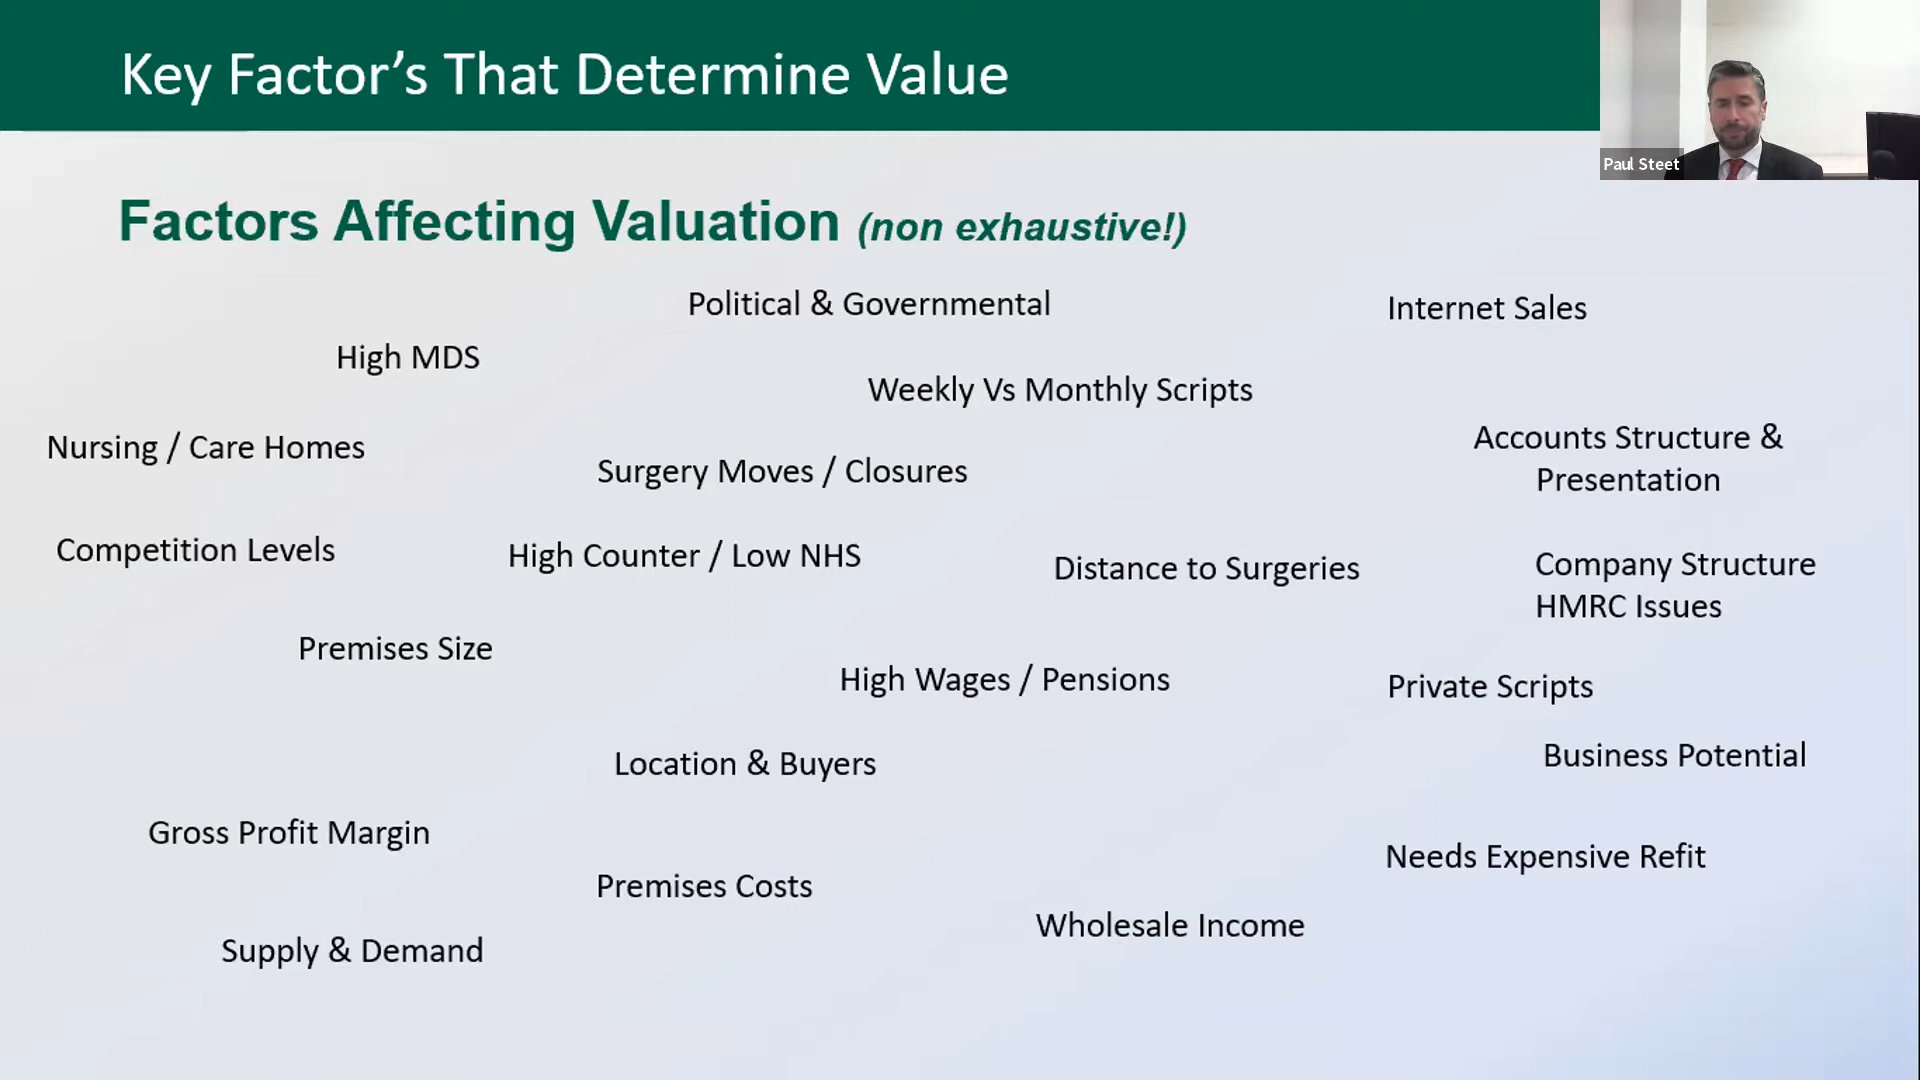 Key Factor’s That Determine Value
Paul Steet
Factors Affecting Valuation (non exhaustive!)
Political & Governmental
Internet Sales
High MDS
Weekly Vs Monthly Scripts
Nursing / Care Homes
Surgery Moves / Closures
Accounts Structure &
Presentation
Competition Levels
High Counter / Low NHS
Distance to Surgeries
Company Structure
HMRC Issues
Premises Size
High Wages / Pensions
Private Scripts
Location & Buyers
Business Potential
Gross Profit Margin
Needs Expensive Refit
Premises Costs
Wholesale Income
Supply & Demand